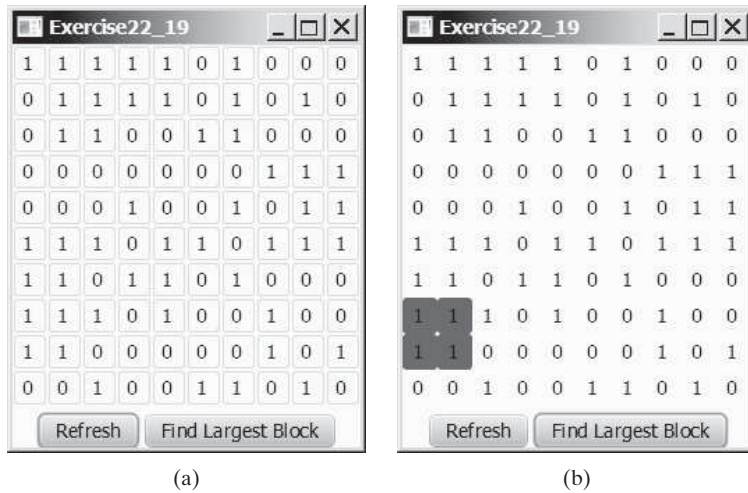 Exercise22_19
1 1 1 1 1 0 1 0 0 0
0 1 1 1 1 0 1 0 1 0
0 1 1 0 0 1 1 0 0 0
0 0 0 0 0 0 0 1 1 1
0 0 0 1 0 0 1 0 1 1
1 1 1 0 1 1 0 1 1 1
1 1 0 1 1 0 1 0 0 0
1 1 1 0 1 0 0 1 0 0
1 1 0 0 0 0 0 1 0 1
0 0 1 0 0 1 1 0 1 0
Refresh Find Largest Block
(a)
Exercise22_19
1 1 1 1 1 0 1 0 0 0
0 1 1 1 1 0 1 0 1 0
0 1 1 0 0 1 1 0 0 0
0 0 0 0 0 0 0 1 1 1
0 0 0 1 0 0 1 0 1 1
1 1 1 0 1 1 0 1 1 1
1 1 0 1 1 0 1 0 0 0
1 1 1 0 1 0 0 1 0 0
1 1 0 0 0 0 0 1 0 1
0 0 1 0 0 1 1 0 1 0
Refresh Find Largest Block
(b)